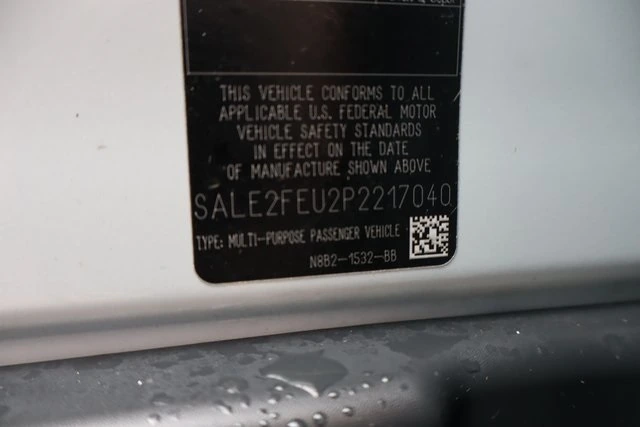 THIS VEHICLE CONFORMS TO ALL
APPLICABLE U.S. FEDERAL MOTOR
VEHICLE SAFETY STANDARDS
IN EFFECT ON THE DATE
OF MANUFACTURE SHOWN ABOVE.
SALE2FEU2P2217040
TYPE: MULTI-PURPOSE PASSENGER VEHICLE
N8B2-1532-BB